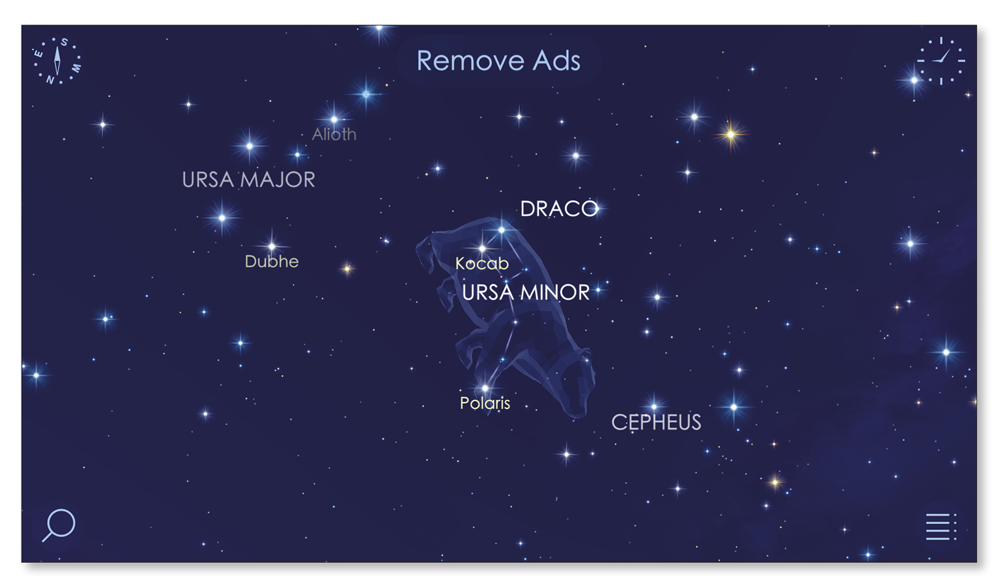 S
E
W
N
Remove Ads
Alioth
URSA MAJOR
DRACO
Dubhe
Kocab
URSA MINOR
Polaris
CEPHEUS